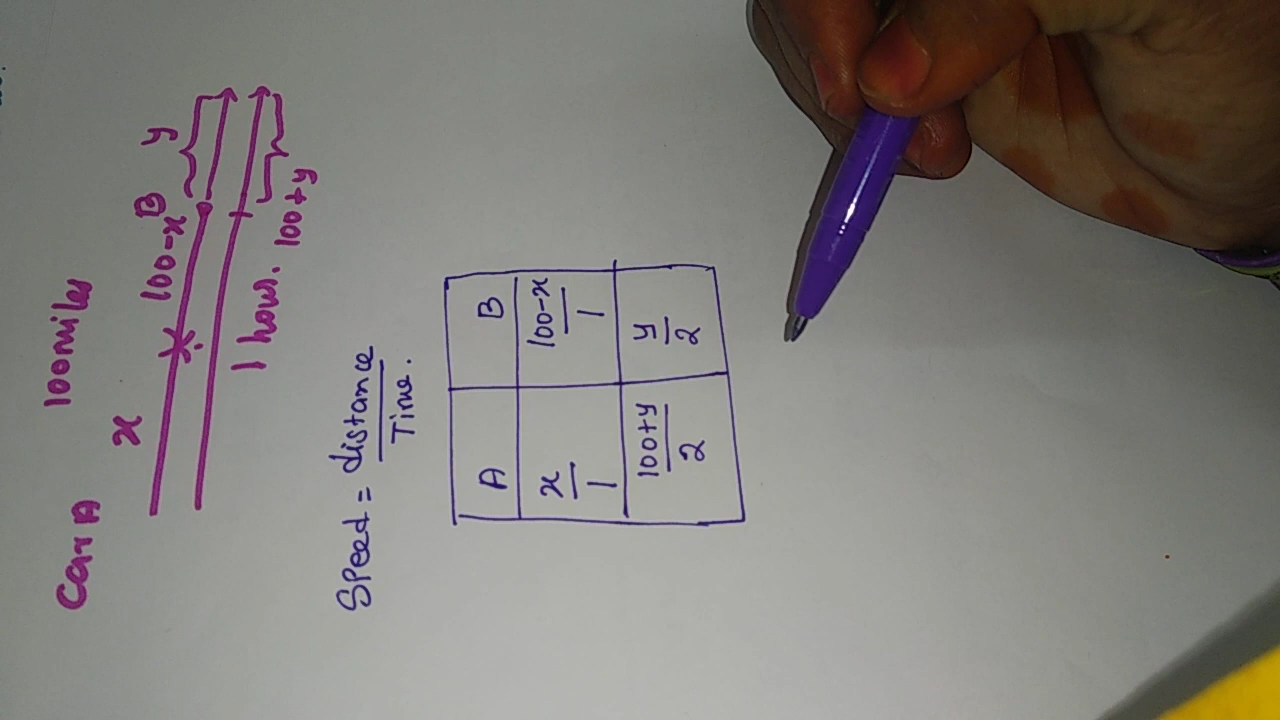 Car A 100miles
x 100-x B y
1 hour. 100+y
Speed = distance
Time.
A B
x 100-x
1 1
100+y y
2 2